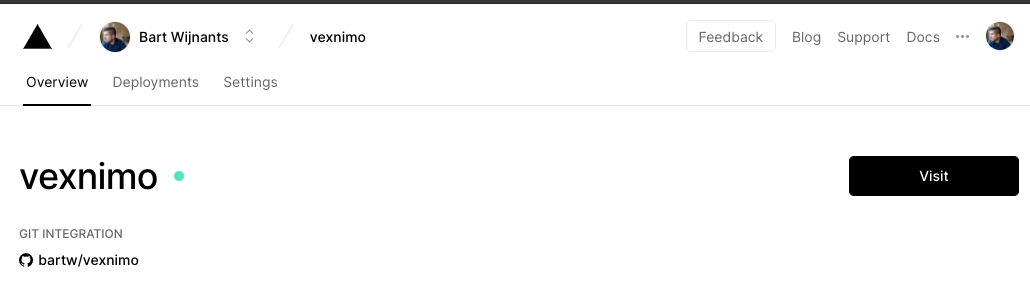 Bart Wijnants vexnimo Feedback Blog Support Docs
Overview Deployments Settings
vexnimo Visit
GIT INTEGRATION
bartw/vexnimo